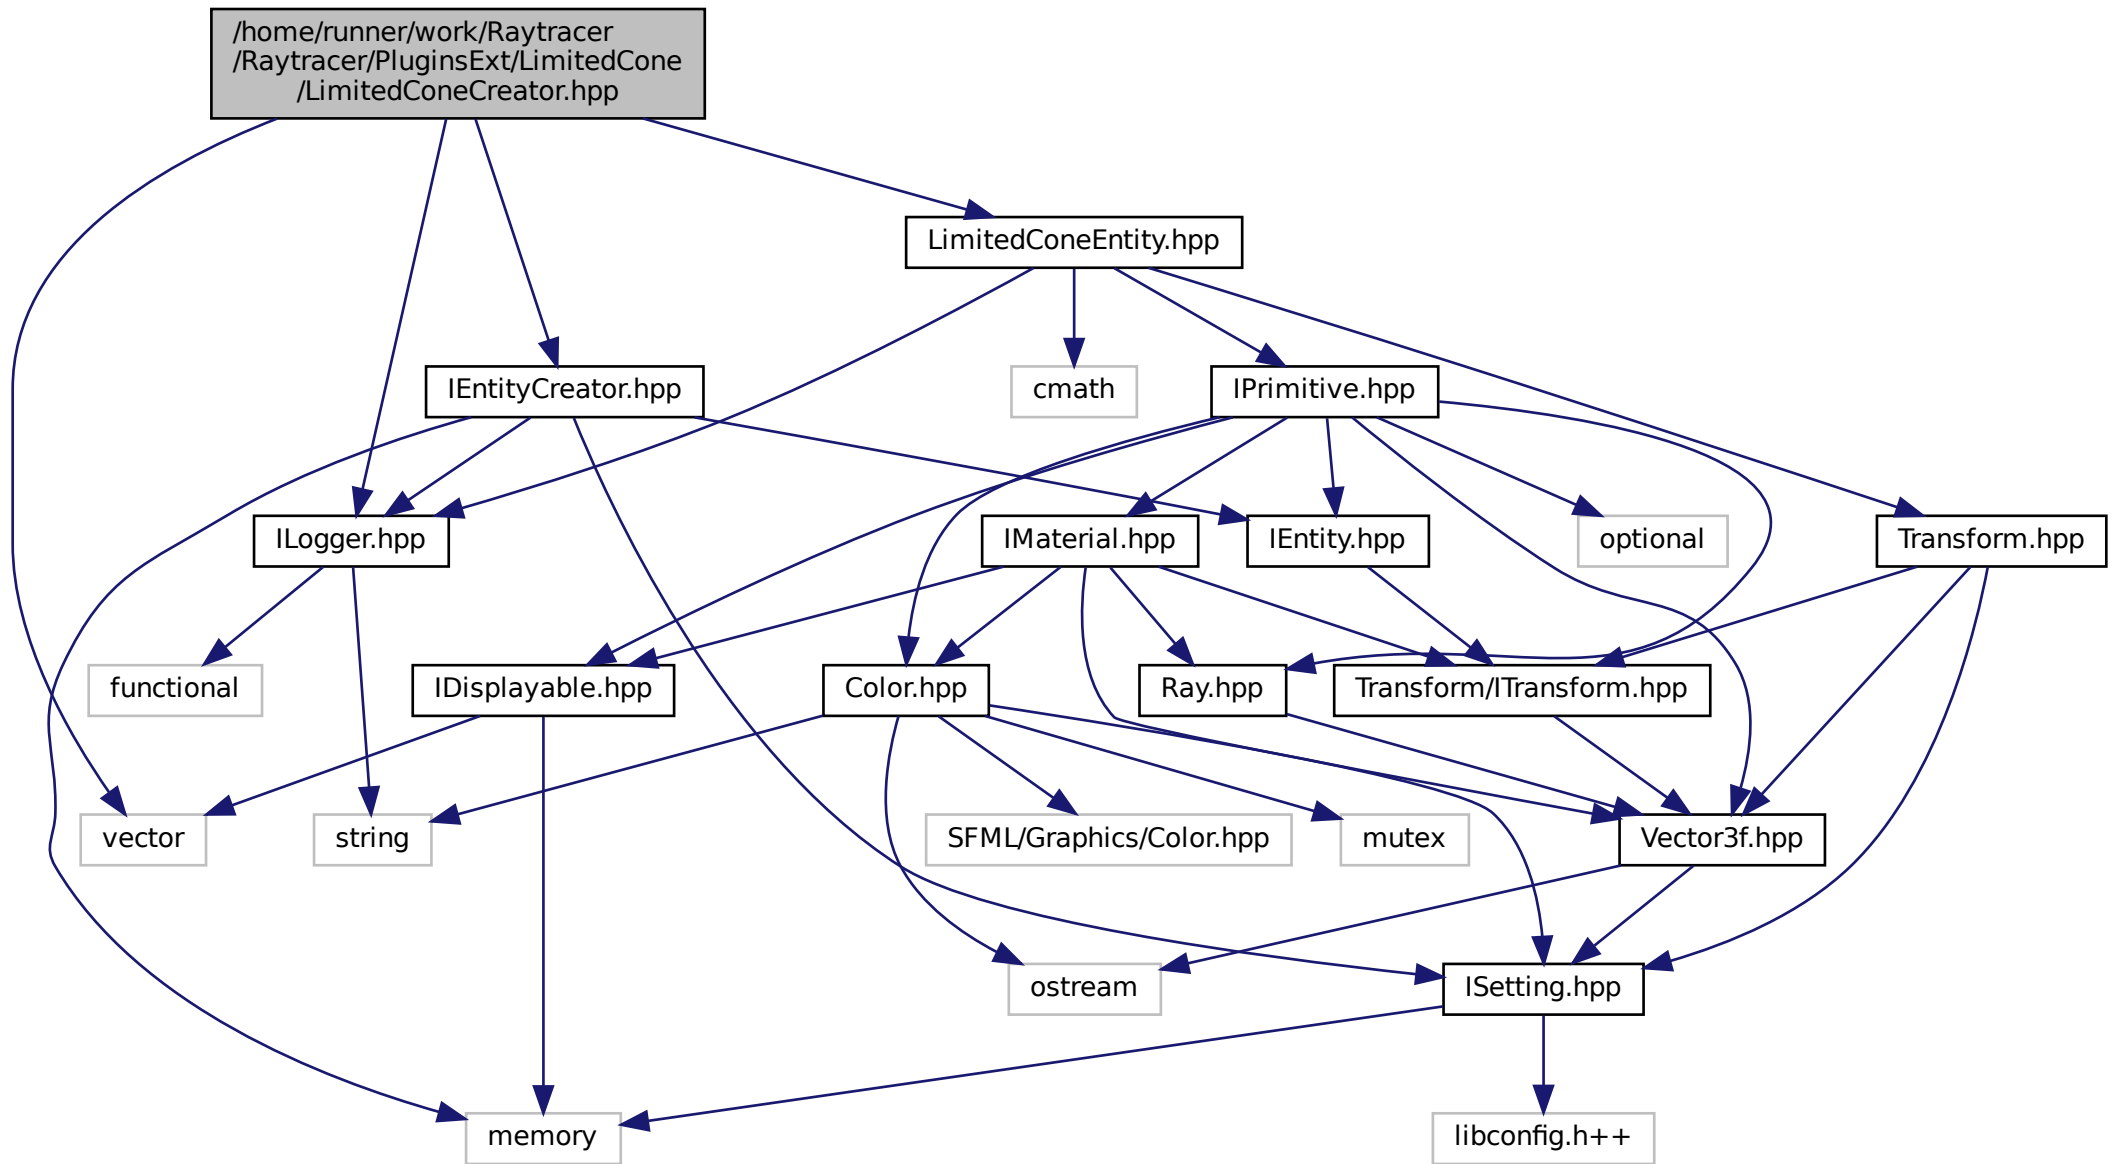 /home/runner/work/Raytracer
/Raytracer/PluginsExt/LimitedCone
/LimitedConeCreator.hpp
LimitedConeEntity.hpp
IEntityCreator.hpp
cmath
IPrimitive.hpp
ILogger.hpp
IMaterial.hpp
IEntity.hpp
optional
Transform.hpp
functional
IDisplayable.hpp
Color.hpp
Ray.hpp
Transform/ITransform.hpp
vector
string
SFML/Graphics/Color.hpp
mutex
Vector3f.hpp
ostream
ISetting.hpp
memory
libconfig.h++